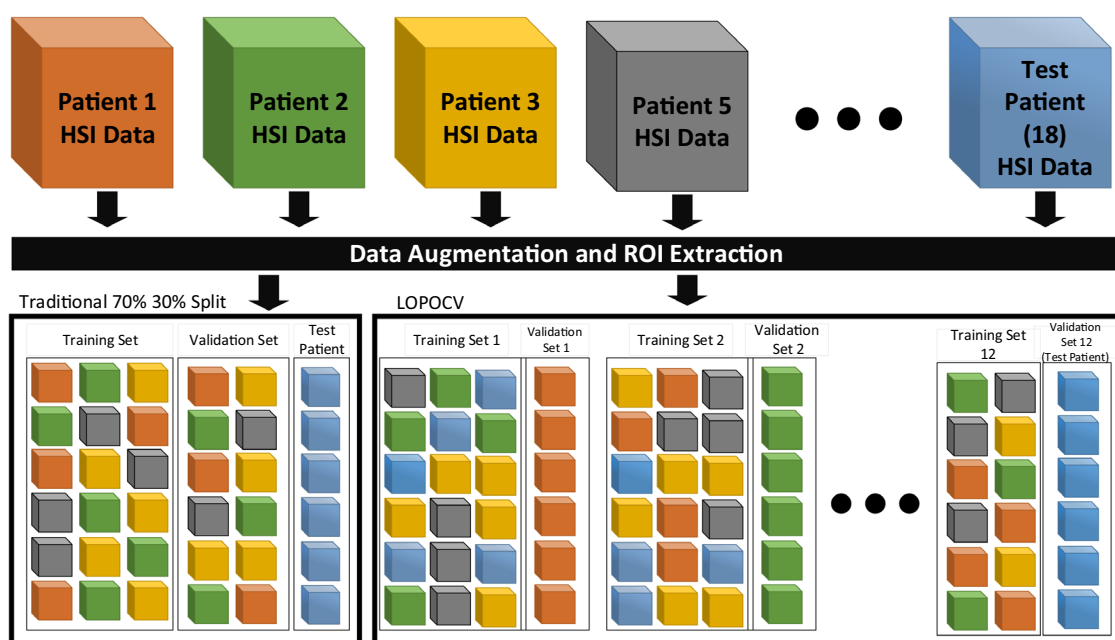 Patient 1
HSI Data
Patient 2
HSI Data
Patient 3
HSI Data
Patient 5
HSI Data
Test
Patient
(18)
HSI Data
Data Augmentation and ROI Extraction
Traditional 70% 30% Split
LOPOCV
Training Set
Validation Set
Test
Patient
Training Set 1
Validation
Set 1
Training Set 2
Validation
Set 2
Training Set
12
Validation
Set 12
(Test Patient)